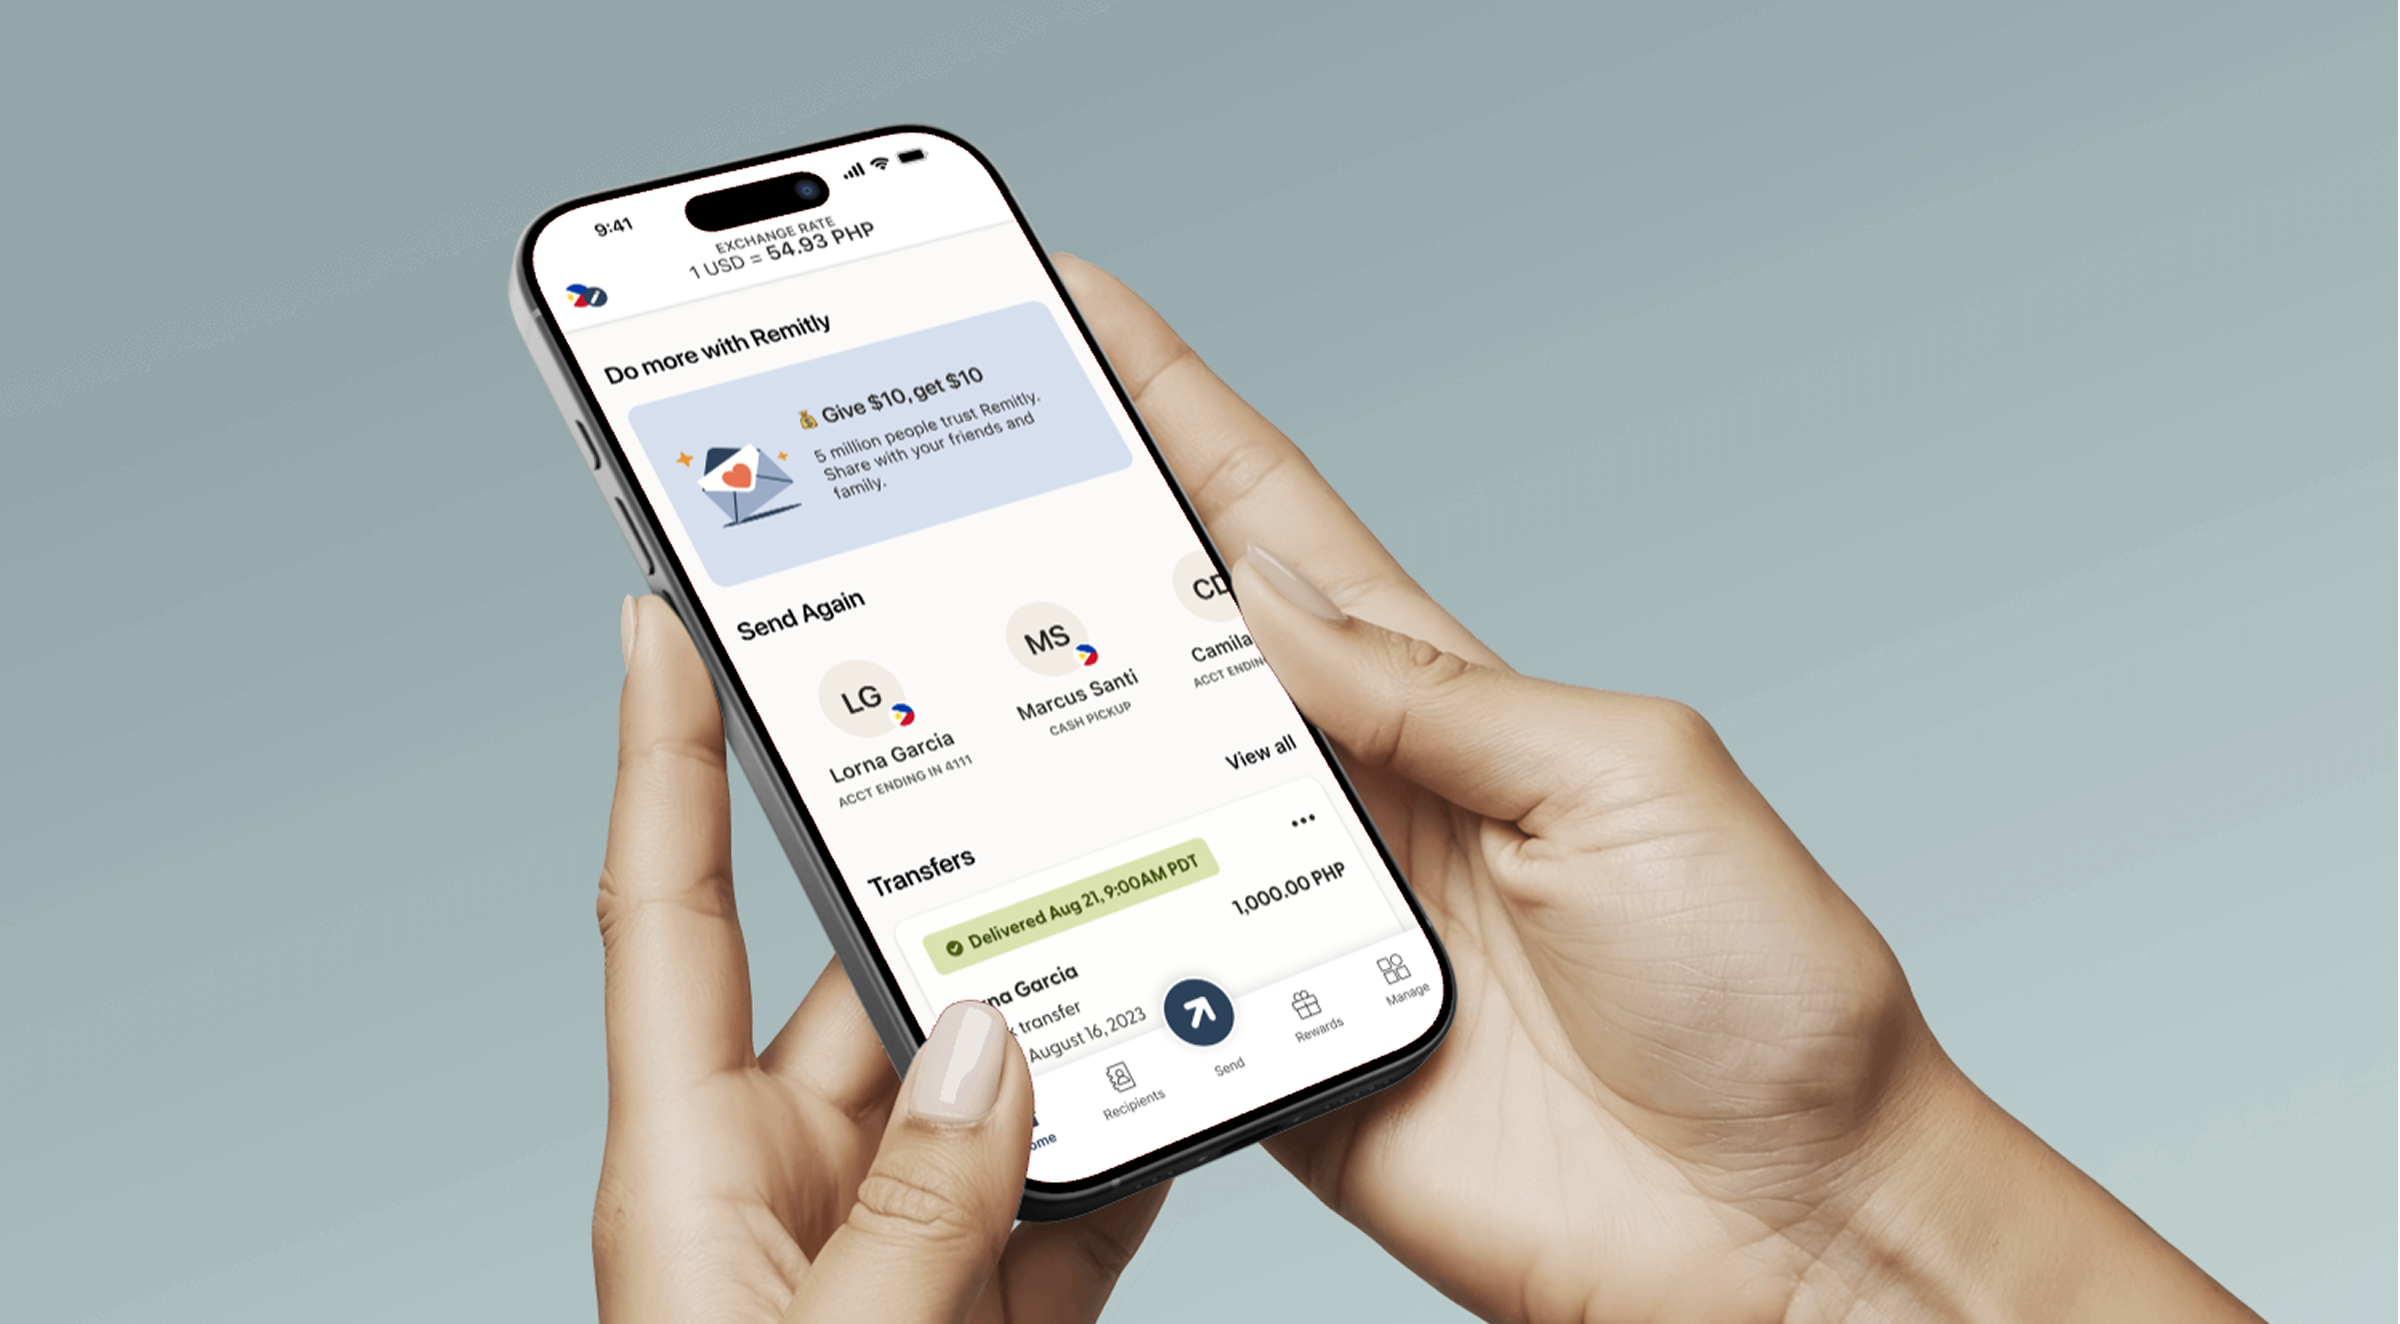 9:41
EXCHANGE RATE
1 USD = 54.93 PHP
Do more with Remitly
Give $10, get $10
5 million people trust Remitly.
Share with your friends and
family.
Send Again
LG
Lorna Garcia
ACCT ENDING IN 4111
MS
Marcus Santi
CASH PICKUP
CD
Camila
ACCT ENDIN
View all
Transfers
Delivered Aug 21, 9:00AM PDT
1,000.00 PHP
na Garcia
k transfer
August 16, 2023
ome
Recipients
Send
Rewards
Manage